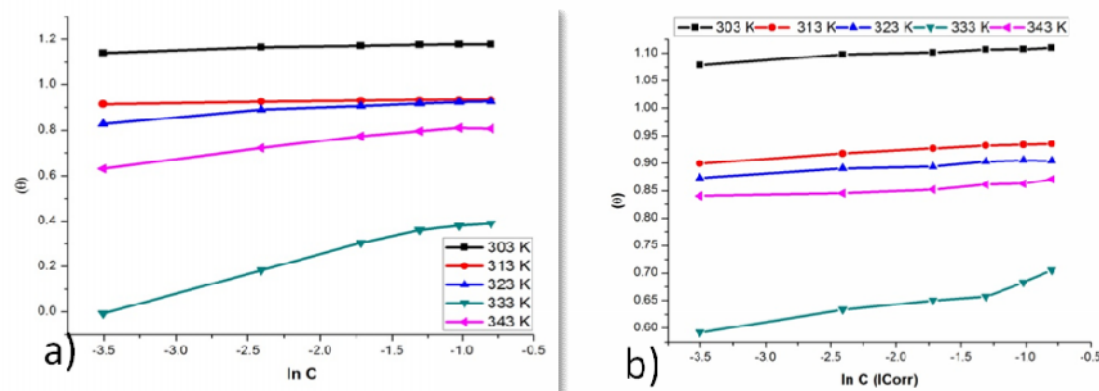 1.2
1.0
0.8
0.6
0.4
0.2
0.0
(θ)
-3.5 -3.0 -2.5 -2.0 -1.5 -1.0 -0.5
ln C
303 K
313 K
323 K
333 K
343 K
a)
303 K 313 K 323 K 333 K 343 K
1.10
1.05
1.00
0.95
0.90
0.85
0.80
0.75
0.70
0.65
0.60
(θ)
-3.5 -3.0 -2.5 -2.0 -1.5 -1.0 -0.5
ln C (ICorr)
b)